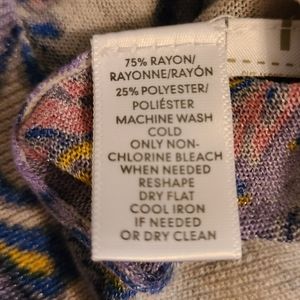 75% RAYON/
RAYONNE/RAYÓN
25% POLYESTER/
POLIÉSTER
MACHINE WASH
COLD
ONLY NON-
CHLORINE BLEACH
WHEN NEEDED
RESHAPE
DRY FLAT
COOL IRON
IF NEEDED
OR DRY CLEAN